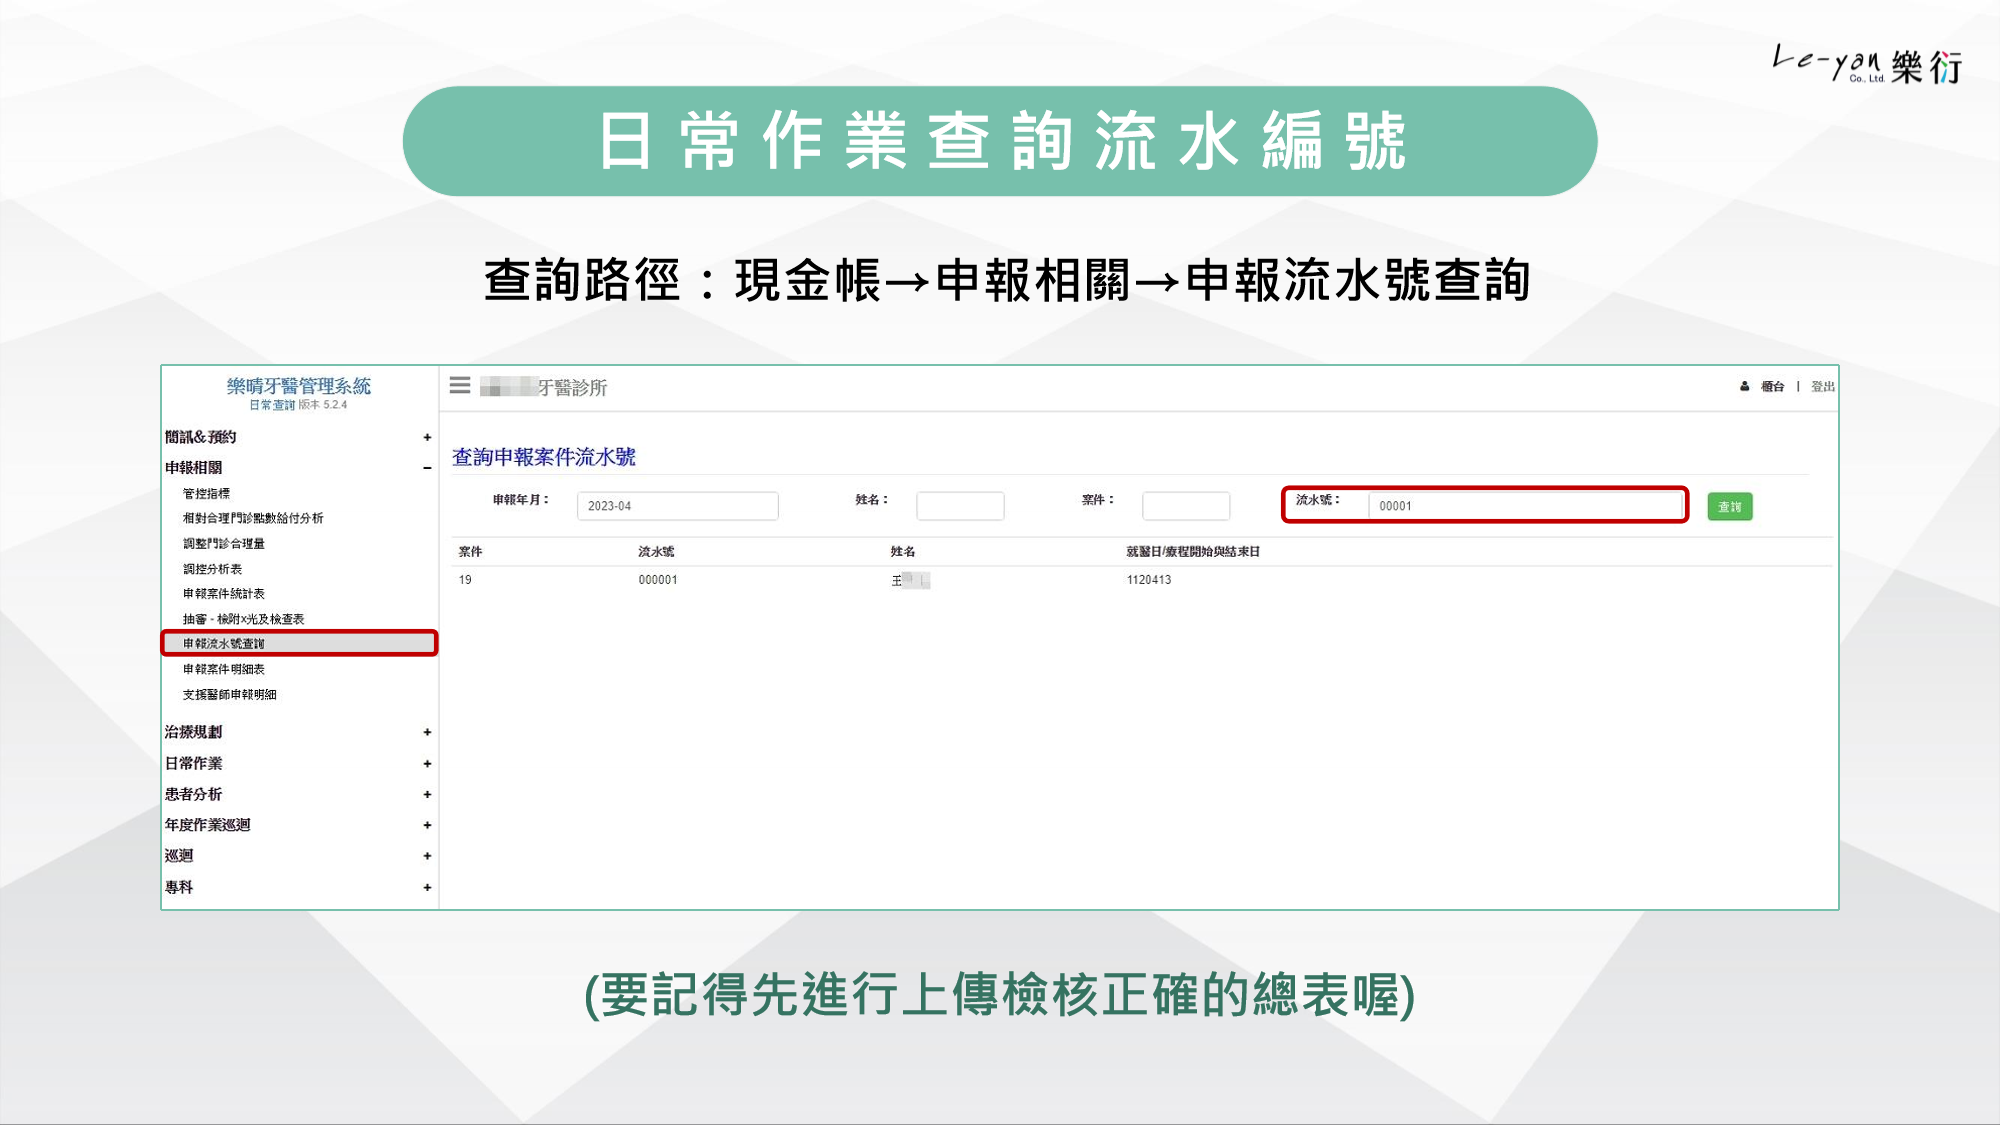 Le-yan Co., Ltd. 樂衍
日常作業查詢流水編號
查詢路徑：現金帳→申報相關→申報流水號查詢
樂晴牙醫管理系統
日常查詢 版本 5.2.4
牙醫診所
櫃台 | 登出
簡訊&預約 +
申報相關 −
管控指標
相對合理門診點數給付分析
調整門診合理量
調控分析表
申報案件統計表
抽審 - 檢附x光及檢查表
申報流水號查詢
申報案件明細表
支援醫師申報明細
治療規劃 +
日常作業 +
患者分析 +
年度作業巡迴 +
巡迴 +
專科 +
查詢申報案件流水號
申報年月： 2023-04 姓名： 案件： 流水號： 00001 查詢
案件 流水號 姓名 就醫日/療程開始與結束日
19 000001 王 1120413
(要記得先進行上傳檢核正確的總表喔)